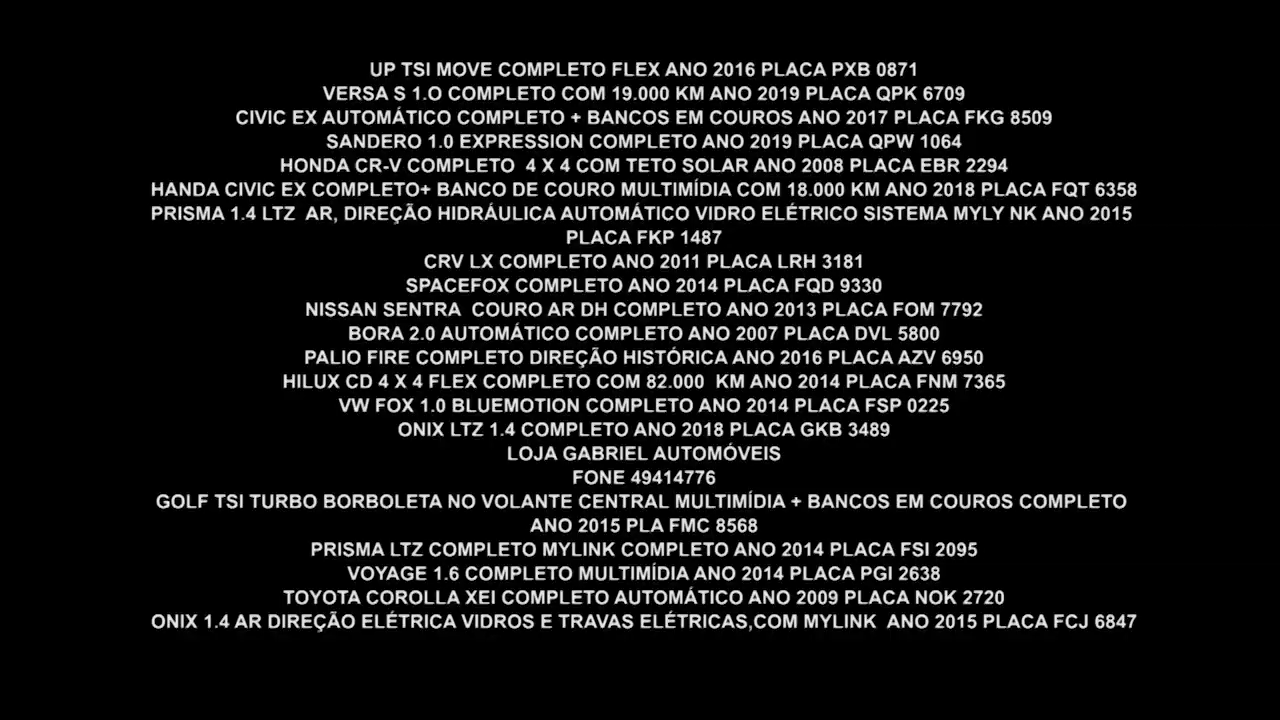 UP TSI MOVE COMPLETO FLEX ANO 2016 PLACA PXB 0871
VERSA S 1.O COMPLETO COM 19.000 KM ANO 2019 PLACA QPK 6709
CIVIC EX AUTOMÁTICO COMPLETO + BANCOS EM COUROS ANO 2017 PLACA FKG 8509
SANDERO 1.0 EXPRESSION COMPLETO ANO 2019 PLACA QPW 1064
HONDA CR-V COMPLETO  4 X 4 COM TETO SOLAR ANO 2008 PLACA EBR 2294
HANDA CIVIC EX COMPLETO+ BANCO DE COURO MULTIMÍDIA COM 18.000 KM ANO 2018 PLACA FQT 6358
PRISMA 1.4 LTZ  AR, DIREÇÃO HIDRÁULICA AUTOMÁTICO VIDRO ELÉTRICO SISTEMA MYLY NK ANO 2015
PLACA FKP 1487
CRV LX COMPLETO ANO 2011 PLACA LRH 3181
SPACEFOX COMPLETO ANO 2014 PLACA FQD 9330
NISSAN SENTRA  COURO AR DH COMPLETO ANO 2013 PLACA FOM 7792
BORA 2.0 AUTOMÁTICO COMPLETO ANO 2007 PLACA DVL 5800
PALIO FIRE COMPLETO DIREÇÃO HISTÓRICA ANO 2016 PLACA AZV 6950
HILUX CD 4 X 4 FLEX COMPLETO COM 82.000  KM ANO 2014 PLACA FNM 7365
VW FOX 1.0 BLUEMOTION COMPLETO ANO 2014 PLACA FSP 0225
ONIX LTZ 1.4 COMPLETO ANO 2018 PLACA GKB 3489
LOJA GABRIEL AUTOMÓVEIS
FONE 49414776
GOLF TSI TURBO BORBOLETA NO VOLANTE CENTRAL MULTIMÍDIA + BANCOS EM COUROS COMPLETO
ANO 2015 PLA FMC 8568
PRISMA LTZ COMPLETO MYLINK COMPLETO ANO 2014 PLACA FSI 2095
VOYAGE 1.6 COMPLETO MULTIMÍDIA ANO 2014 PLACA PGI 2638
TOYOTA COROLLA XEI COMPLETO AUTOMÁTICO ANO 2009 PLACA NOK 2720
ONIX 1.4 AR DIREÇÃO ELÉTRICA VIDROS E TRAVAS ELÉTRICAS,COM MYLINK  ANO 2015 PLACA FCJ 6847